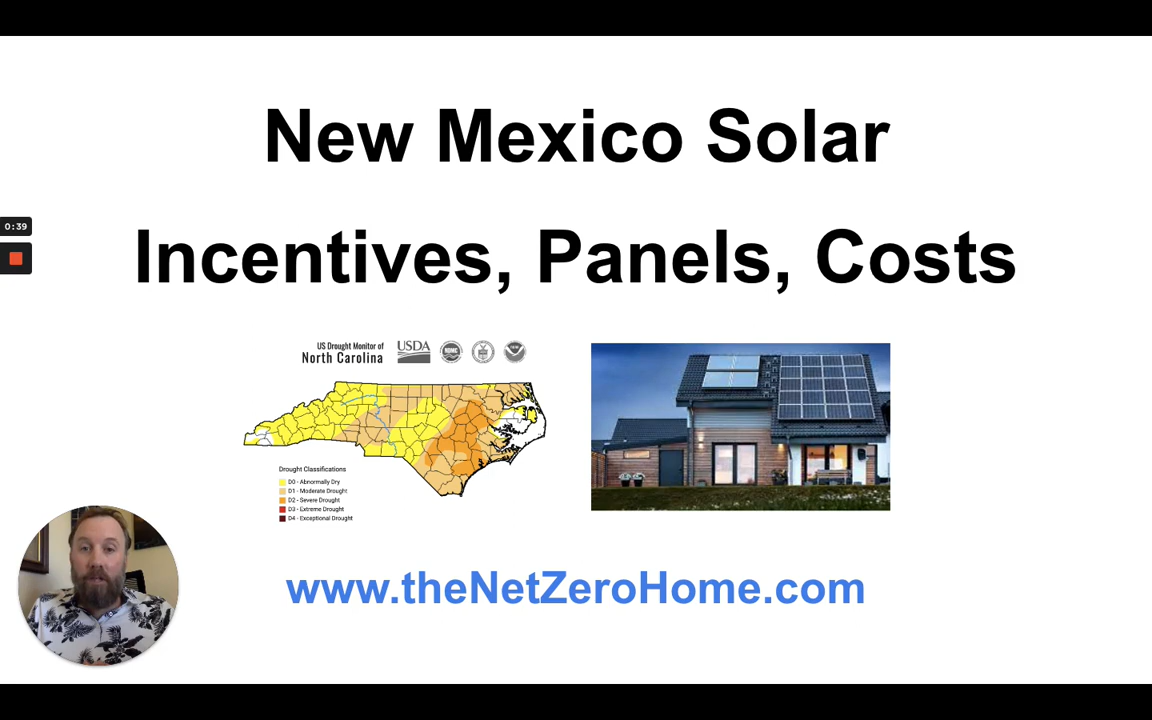 New Mexico Solar
Incentives, Panels, Costs
0:39
US Drought Monitor of
North Carolina
USDA
Drought Classifications
D0 - Abnormally Dry
D1 - Moderate Drought
D2 - Severe Drought
D3 - Extreme Drought
D4 - Exceptional Drought
www.theNetZeroHome.com